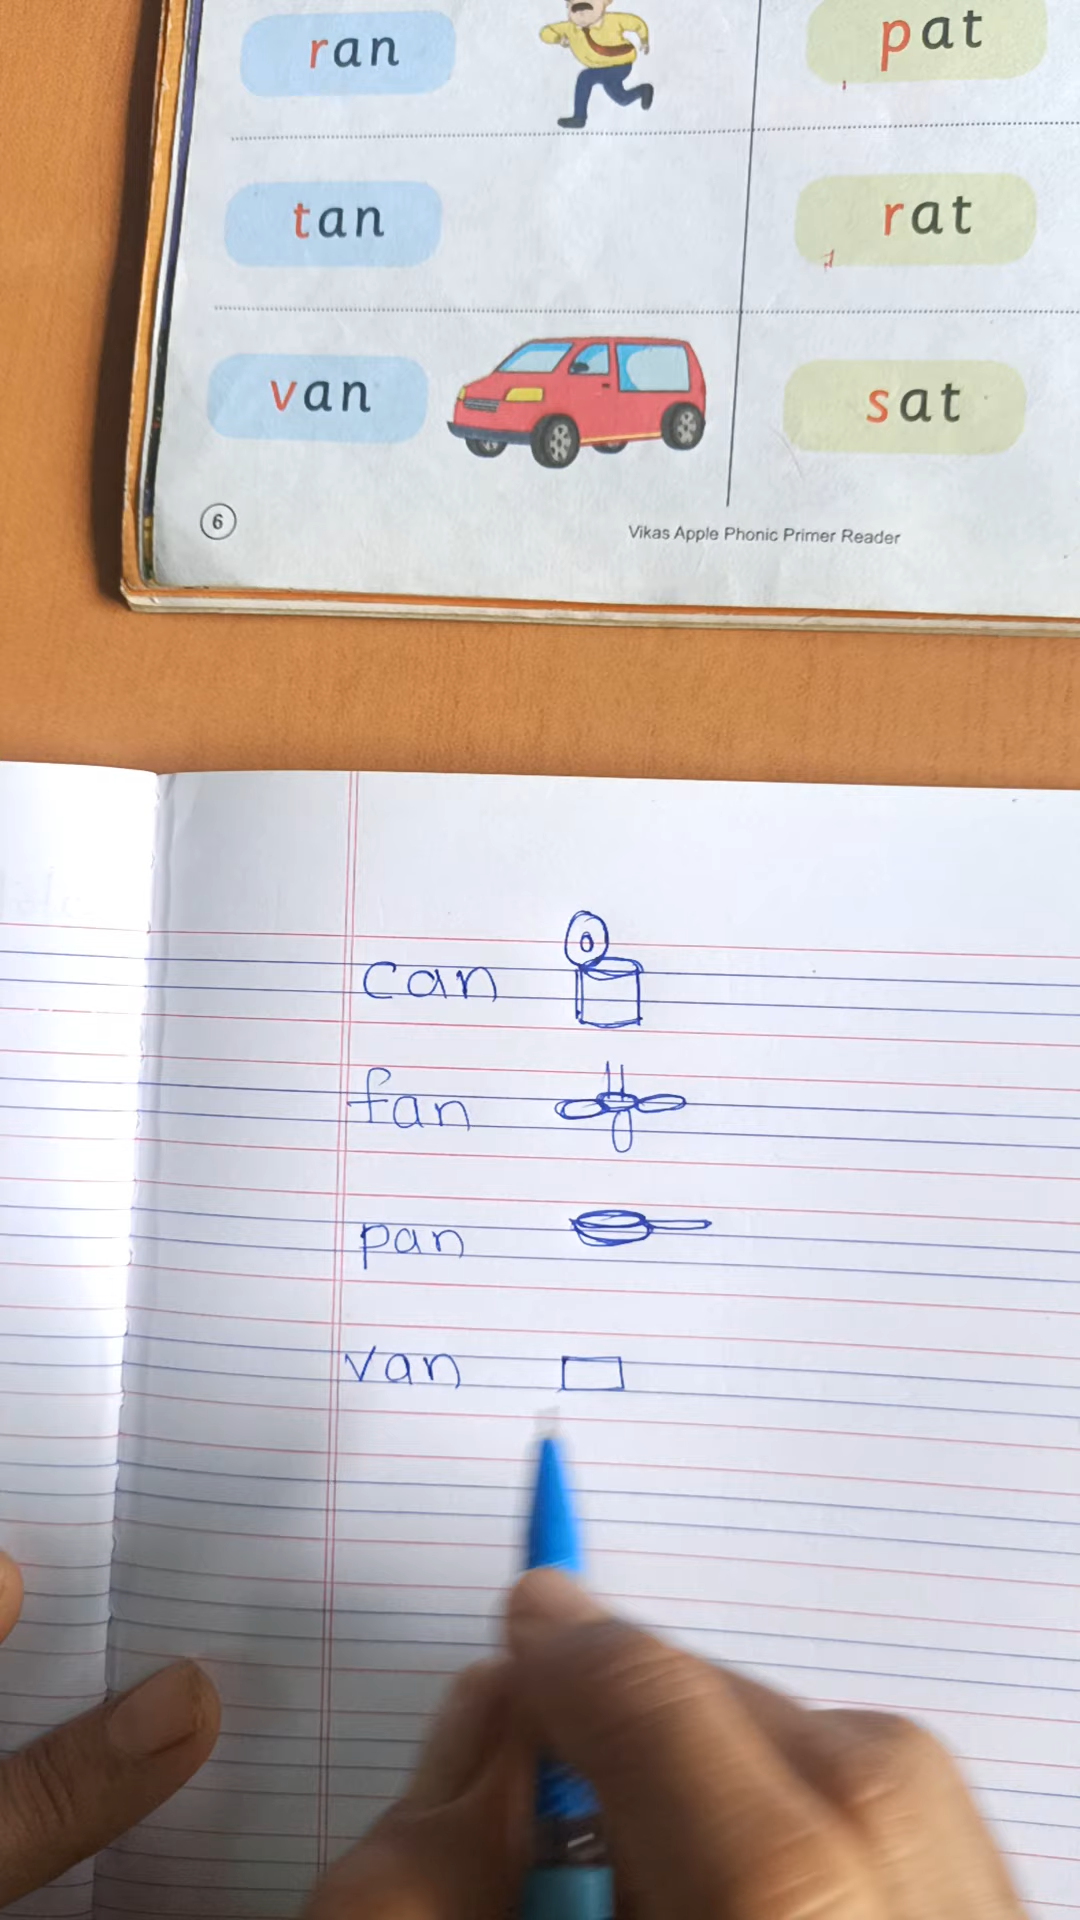 ran pat
tan rat
van sat
6 Vikas Apple Phonic Primer Reader
can
fan
pan
van